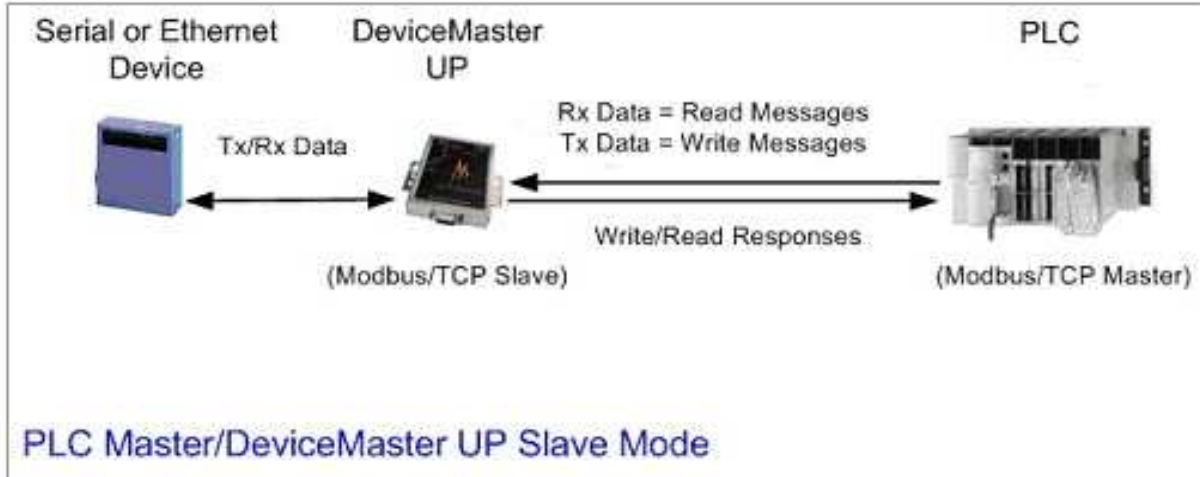 Serial or Ethernet
Device
DeviceMaster
UP
PLC
Tx/Rx Data
Rx Data = Read Messages
Tx Data = Write Messages
Write/Read Responses
(Modbus/TCP Slave)
(Modbus/TCP Master)
PLC Master/DeviceMaster UP Slave Mode